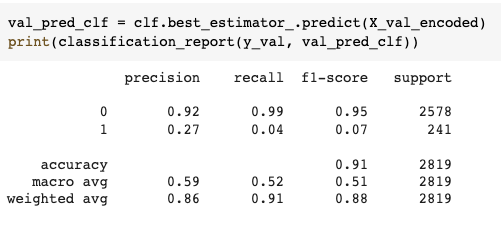 val_pred_clf = clf.best_estimator_.predict(X_val_encoded)
print(classification_report(y_val, val_pred_clf))
precision recall f1-score support
0 0.92 0.99 0.95 2578
1 0.27 0.04 0.07 241
accuracy 0.91 2819
macro avg 0.59 0.52 0.51 2819
weighted avg 0.86 0.91 0.88 2819